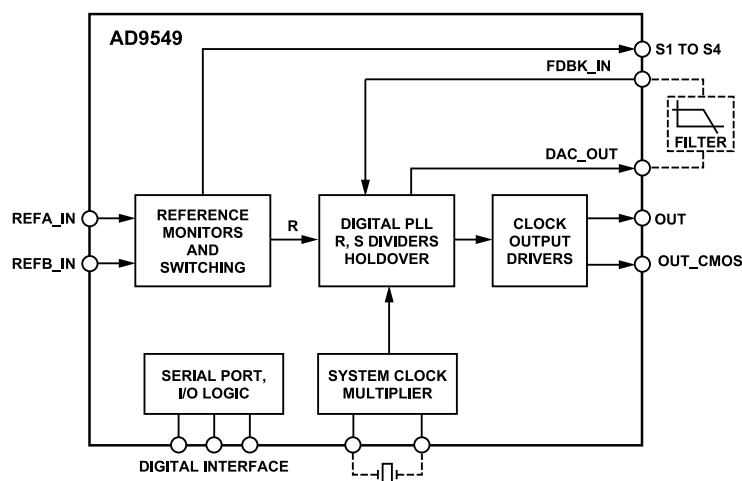 AD9549
S1 TO S4
FDBK_IN
FILTER
DAC_OUT
REFA_IN
REFB_IN
REFERENCE
MONITORS
AND
SWITCHING
R
DIGITAL PLL
R, S DIVIDERS
HOLDOVER
CLOCK
OUTPUT
DRIVERS
OUT
OUT_CMOS
SERIAL PORT,
I/O LOGIC
SYSTEM CLOCK
MULTIPLIER
DIGITAL INTERFACE